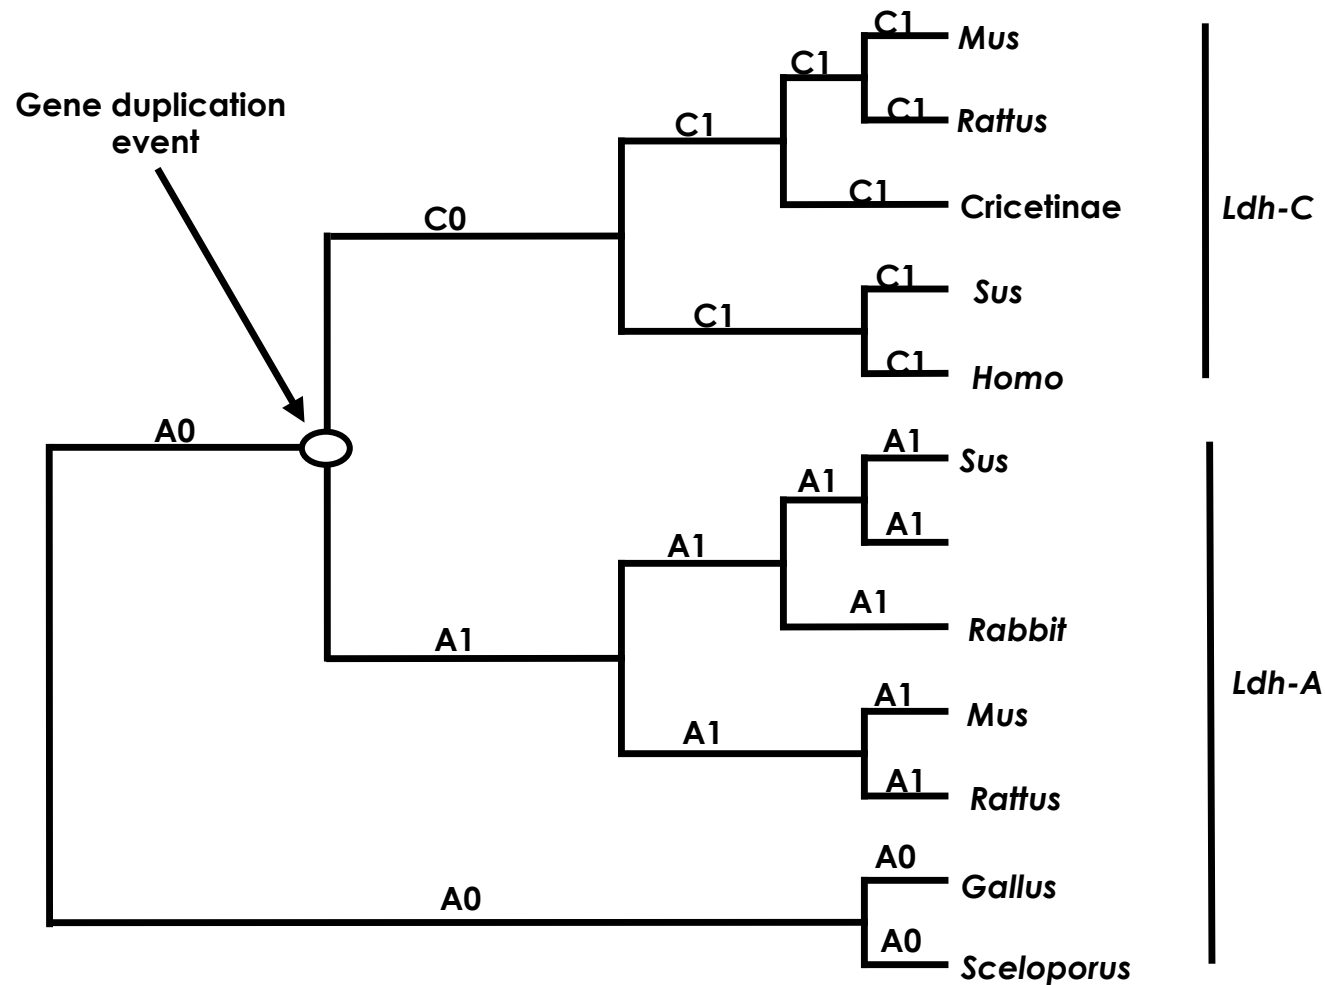 C1
Mus
C1
Gene duplication
event
C1
Rattus
C1
C1
Cricetinae
Ldh-C
C0
C1
Sus
C1
C1
Homo
A0
A1
Sus
A1
A1
A1
A1
Rabbit
A1
Ldh-A
A1
Mus
A1
A1
Rattus
A0
Gallus
A0
A0
Sceloporus